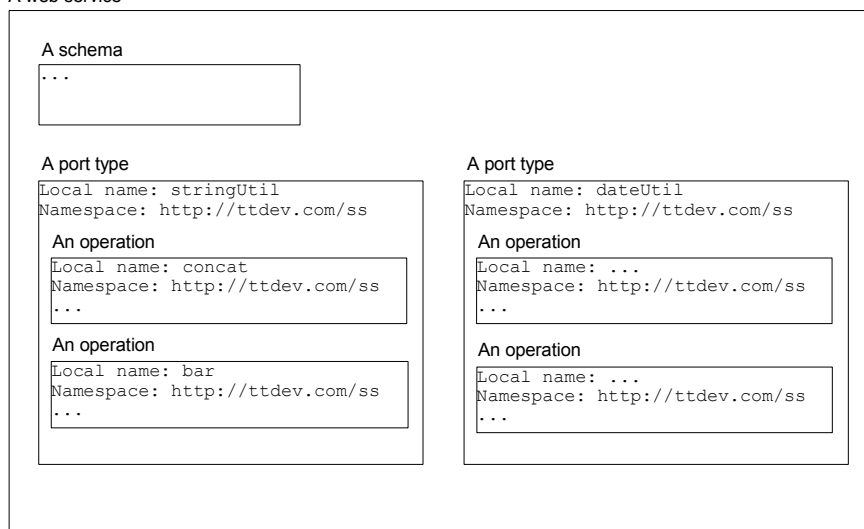 A web service
A schema
...
A port type
Local name: stringUtil
Namespace: http://ttdev.com/ss
An operation
Local name: concat
Namespace: http://ttdev.com/ss
...
An operation
Local name: bar
Namespace: http://ttdev.com/ss
...
A port type
Local name: dateUtil
Namespace: http://ttdev.com/ss
An operation
Local name: ...
Namespace: http://ttdev.com/ss
...
An operation
Local name: ...
Namespace: http://ttdev.com/ss
...